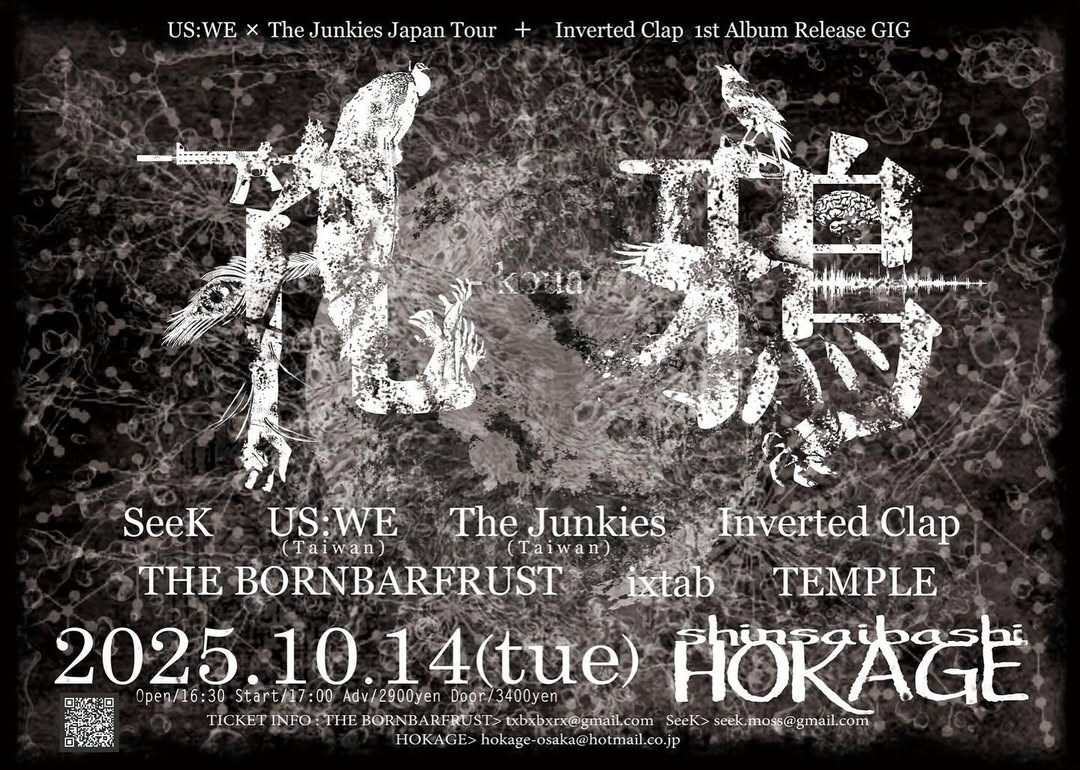 US:WE × The Junkies Japan Tour + Inverted Clap 1st Album Release GIG
孔鴉
koua
SeeK US:WE The Junkies Inverted Clap
(Taiwan) (Taiwan)
THE BORNBARFRUST ixtab TEMPLE
2025.10.14(tue) shinsaibashi HOKAGE
Open/16:30 Start/17:00 Adv/2900yen Door/3400yen
TICKET INFO : THE BORNBARFRUST> txbxbxrx@gmail.com SeeK> seek.moss@gmail.com
HOKAGE> hokage-osaka@hotmail.co.jp